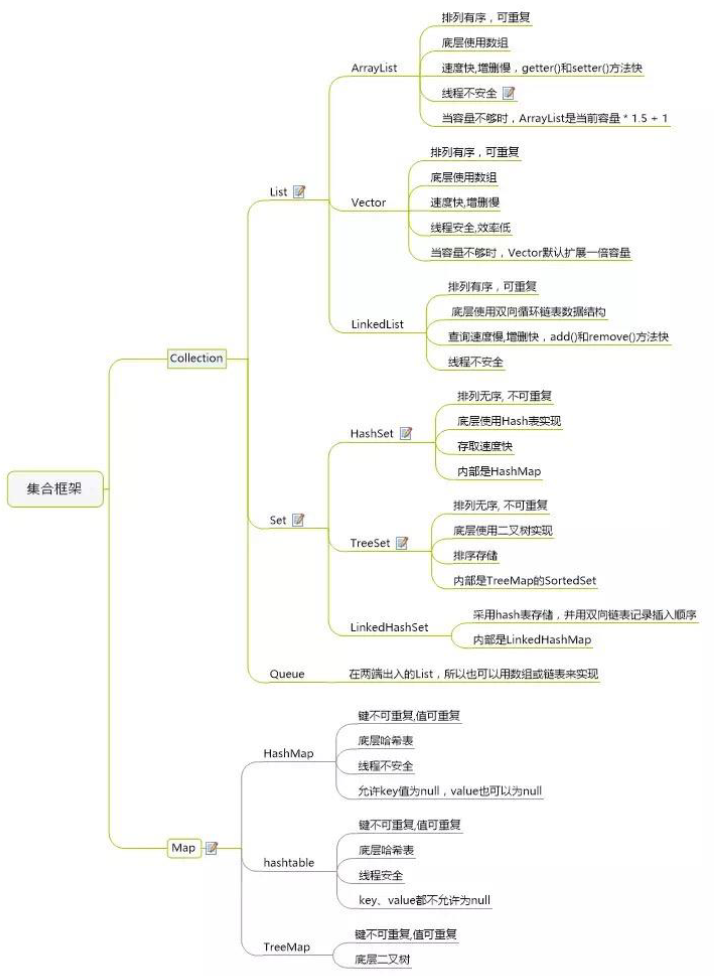 集合框架
Collection
List
ArrayList
排列有序，可重复
底层使用数组
速度快,增删慢，getter()和setter()方法快
线程不安全
当容量不够时，ArrayList是当前容量 * 1.5 + 1
Vector
排列有序，可重复
底层使用数组
速度快,增删慢
线程安全,效率低
当容量不够时，Vector默认扩展一倍容量
LinkedList
排列有序，可重复
底层使用双向循环链表数据结构
查询速度慢,增删快，add()和remove()方法快
线程不安全
Set
HashSet
排列无序, 不可重复
底层使用Hash表实现
存取速度快
内部是HashMap
TreeSet
排列无序, 不可重复
底层使用二叉树实现
排序存储
内部是TreeMap的SortedSet
LinkedHashSet
采用hash表存储，并用双向链表记录插入顺序
内部是LinkedHashMap
Queue
在两端出入的List，所以也可以用数组或链表来实现
Map
HashMap
键不可重复,值可重复
底层哈希表
线程不安全
允许key值为null，value也可以为null
hashtable
键不可重复,值可重复
底层哈希表
线程安全
key、value都不允许为null
TreeMap
键不可重复,值可重复
底层二叉树